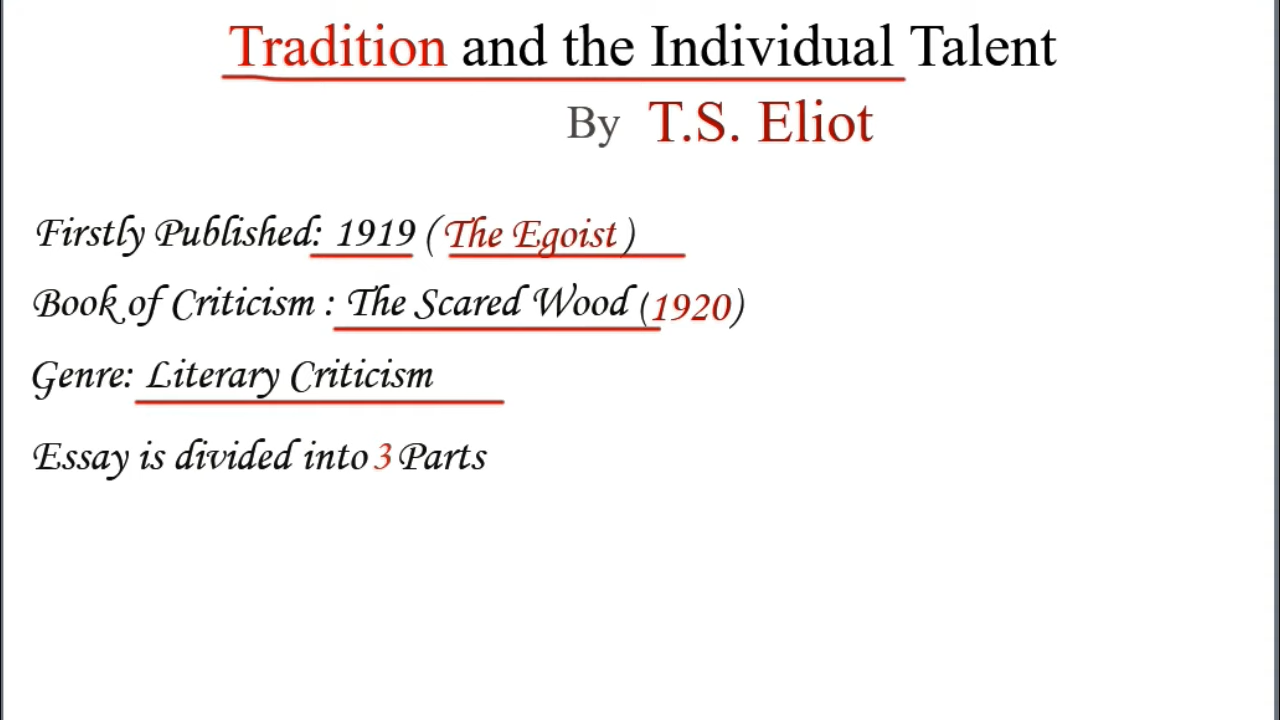 Tradition and the Individual Talent
By T.S. Eliot
Firstly Published: 1919 (The Egoist)
Book of Criticism : The Scared Wood (1920)
Genre: Literary Criticism
Essay is divided into 3 Parts